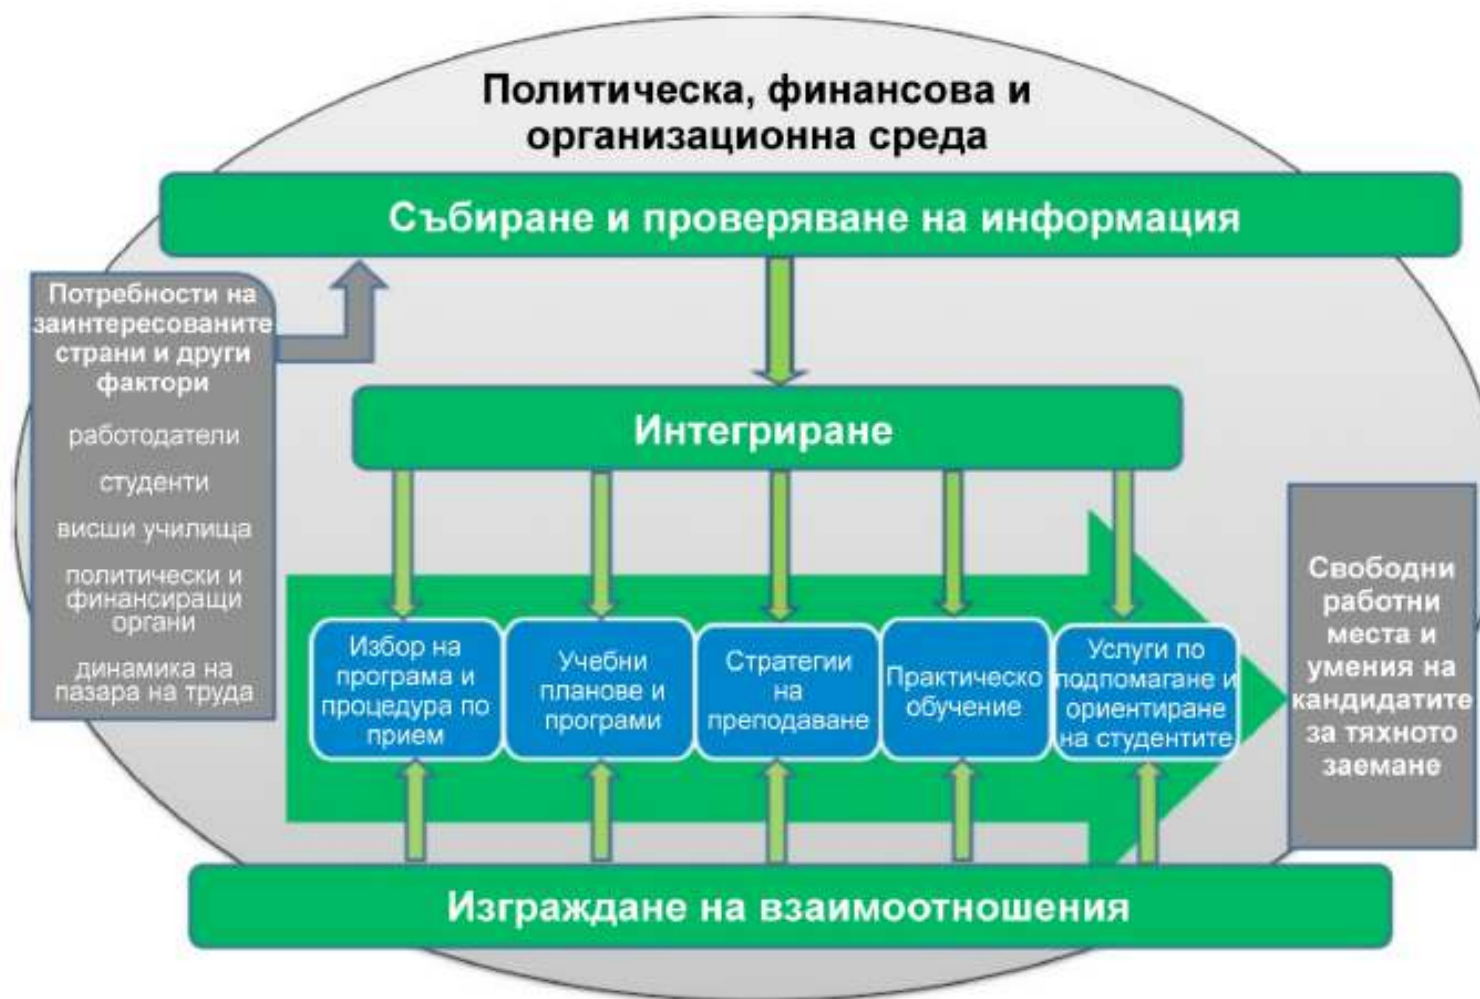 Политическа, финансова и
организационна среда
Събиране и проверяване на информация
Потребности на
заинтересованите
страни и други
фактори
работодатели
студенти
висши училища
политически и
финансиращи
органи
динамика на
пазара на труда
Интегриране
Избор на
програма и
процедура по
прием
Учебни
планове и
програми
Стратегии
на
преподаване
Практическо
обучение
Услуги по
подпомагане и
ориентиране
на студентите
Свободни
работни
места и
умения на
кандидатите
за тяхното
заемане
Изграждане на взаимоотношения